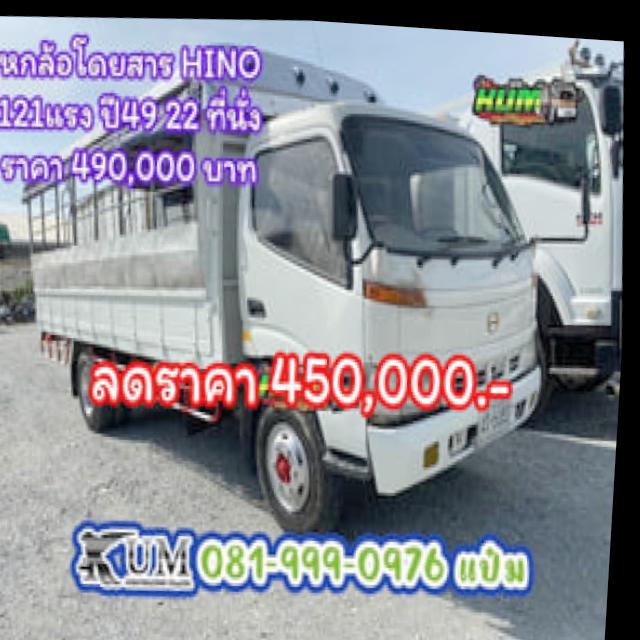 หกล้อโดยสาร HINO
121แรง ปี49 22 ที่นั่ง
ราคา 490,000 บาท
KUM
ลดราคา 450,000.-
KUM 081-999-0976 แป๋ม